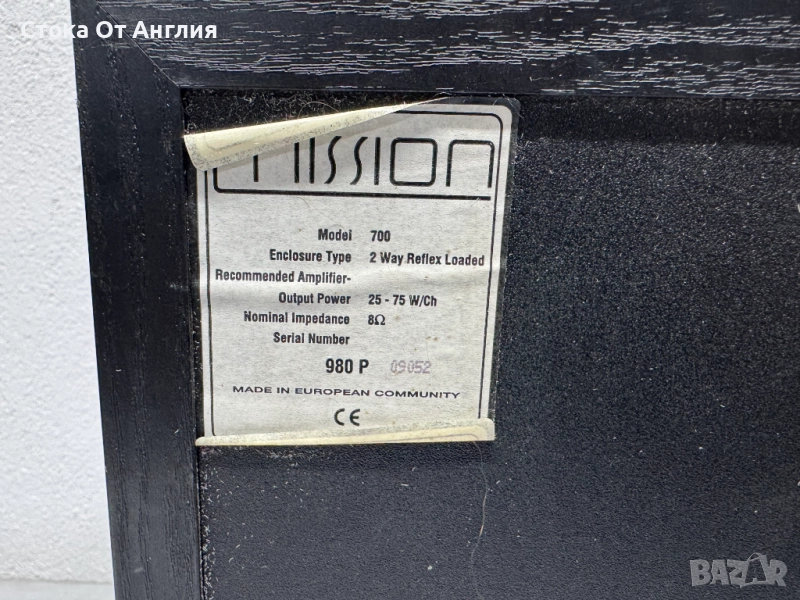 Стока От Англия
mission
Model 700
Enclosure Type 2 Way Reflex Loaded
Recommended Amplifier-
Output Power 25 - 75 W/Ch
Nominal Impedance 8Ω
Serial Number
980 P 09052
MADE IN EUROPEAN COMMUNITY
CE
BAZAR